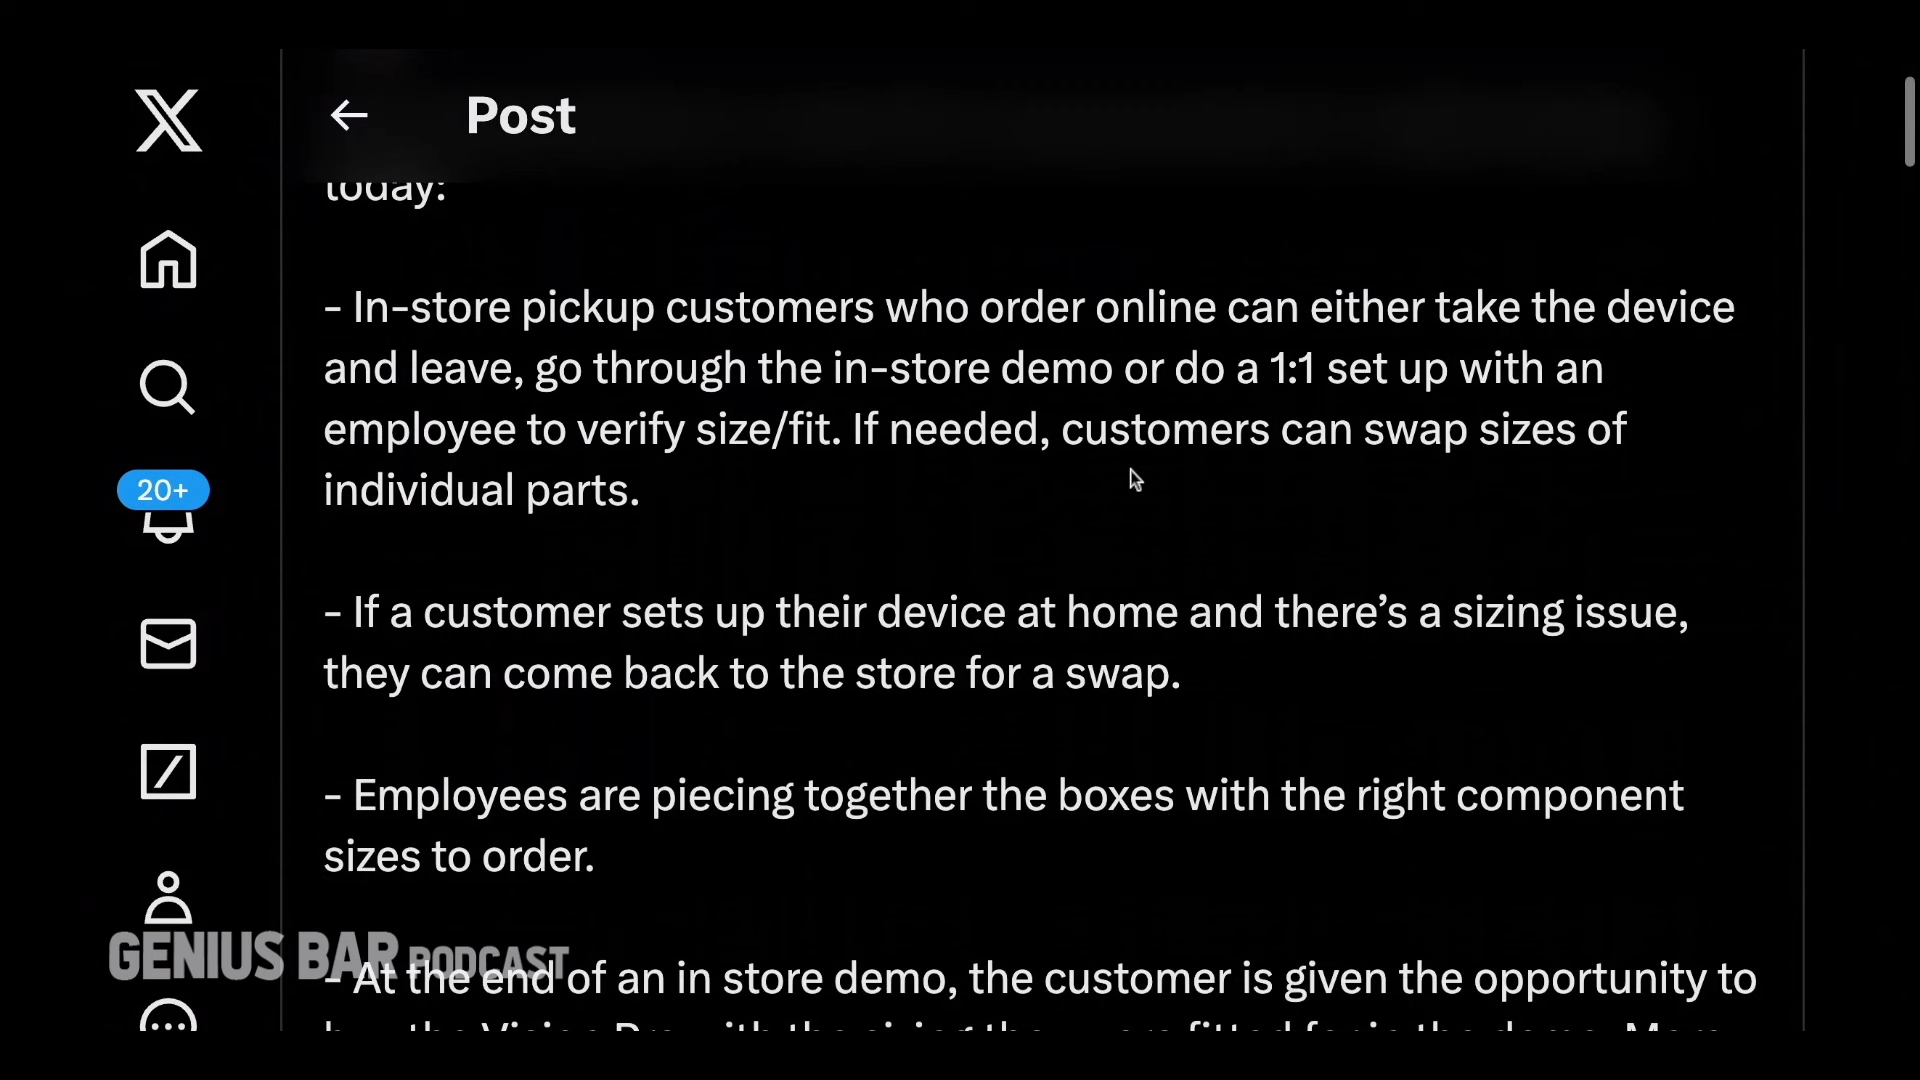 Post
today:
- In-store pickup customers who order online can either take the device
and leave, go through the in-store demo or do a 1:1 set up with an
employee to verify size/fit. If needed, customers can swap sizes of
individual parts.
20+
- If a customer sets up their device at home and there’s a sizing issue,
they can come back to the store for a swap.
- Employees are piecing together the boxes with the right component
sizes to order.
GENIUS BAR PODCAST
- At the end of an in store demo, the customer is given the opportunity to